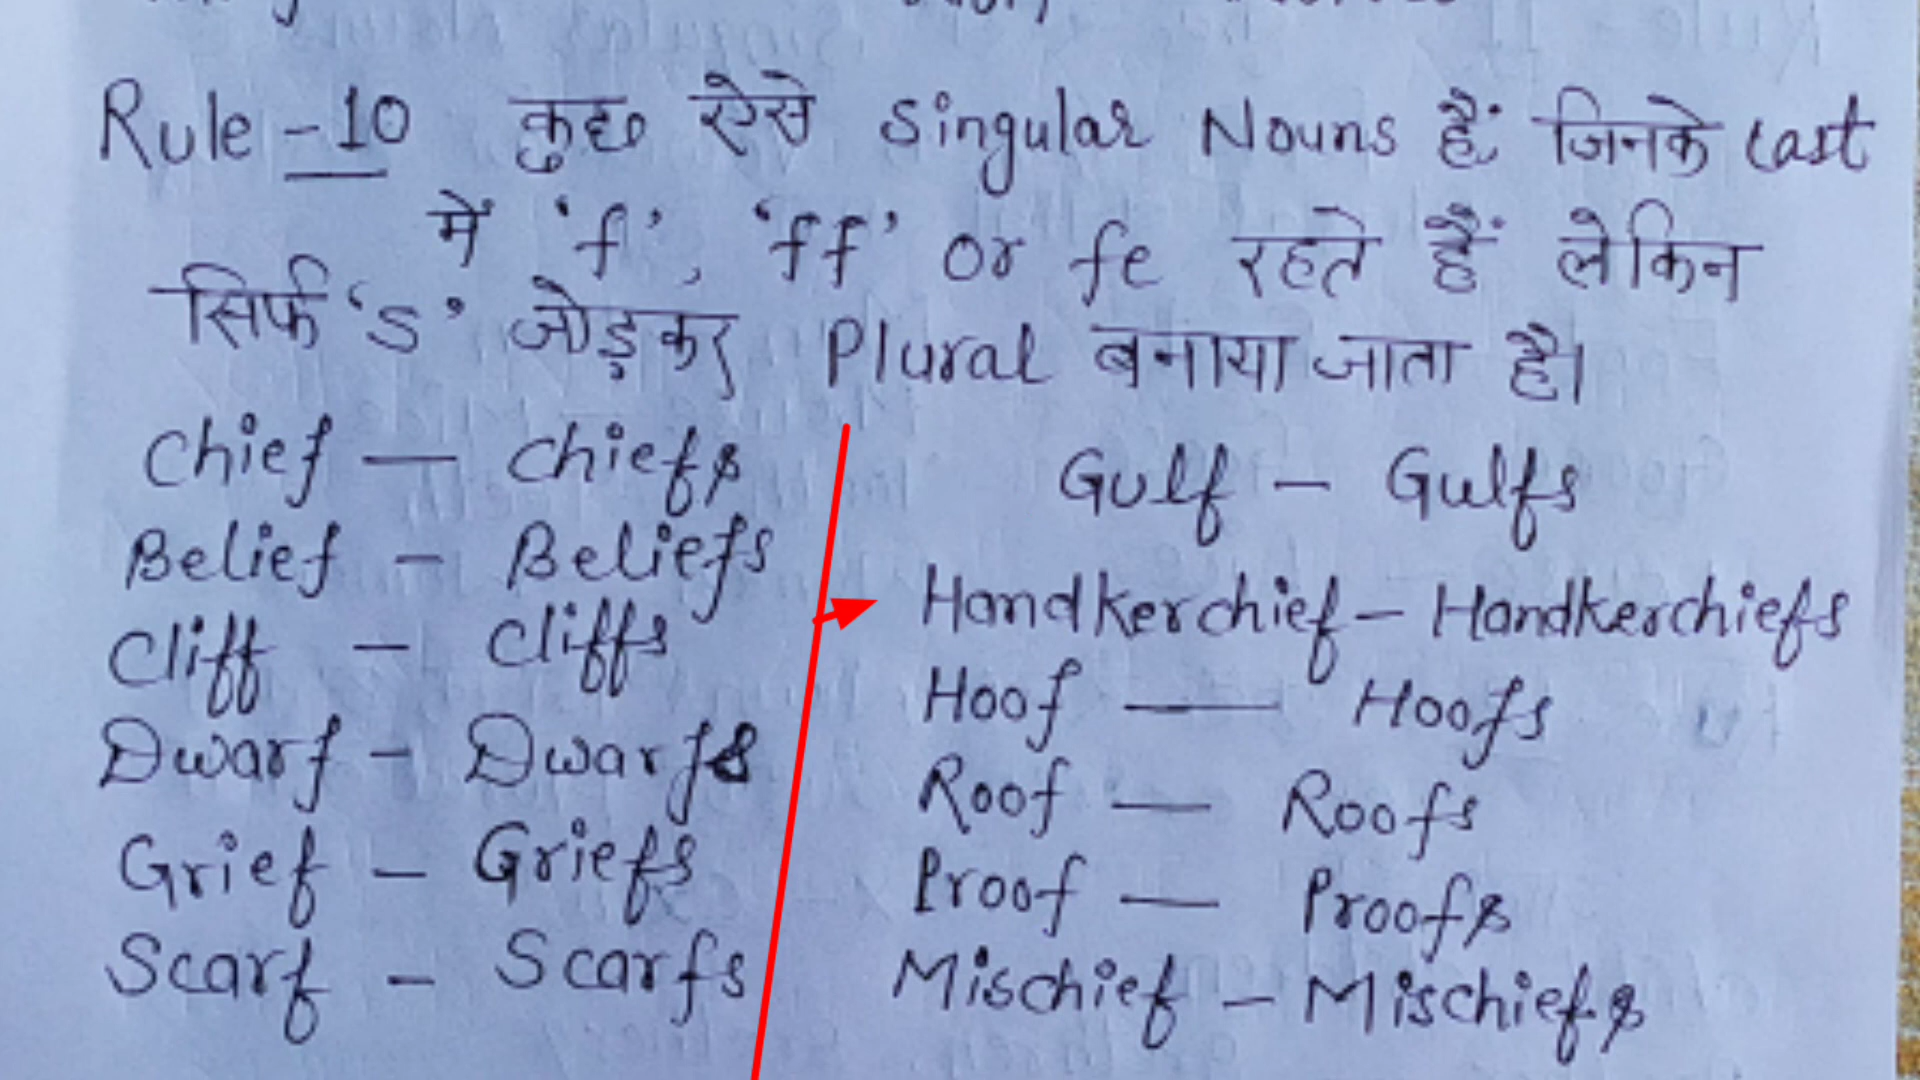 Rule-10 कुछ ऐसे Singular Nouns हैं जिनके last
में 'f', 'ff' or fe रहते हैं लेकिन
सिर्फ 's' जोड़कर Plural बनाया जाता है।
Chief — Chiefs
Belief - Beliefs
Cliff - Cliffs
Dwarf - Dwarfs
Grief - Griefs
Scarf - Scarfs
Gulf - Gulfs
Handkerchief - Handkerchiefs
Hoof — Hoofs
Roof — Roofs
Proof — Proofs
Mischief - Mischiefs